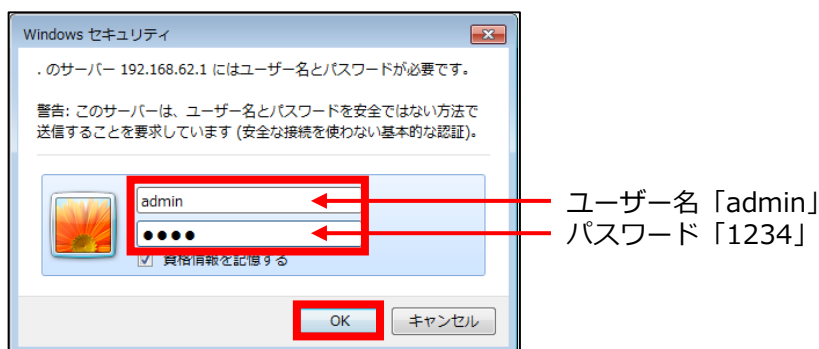 Windows セキュリティ
. のサーバー 192.168.62.1 にはユーザー名とパスワードが必要です。
警告: このサーバーは、ユーザー名とパスワードを安全ではない方法で
送信することを要求しています (安全な接続を使わない基本的な認証)。
admin
●●●●
資格情報を記憶する
ユーザー名「admin」
パスワード「1234」
OK
キャンセル